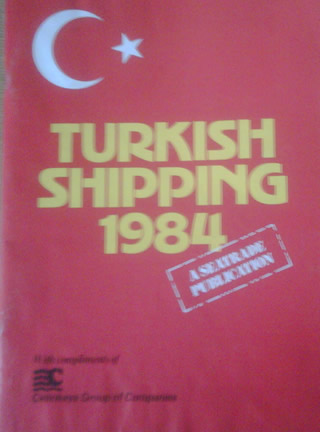 TURKISH
SHIPPING
1984
A SEATRADE
PUBLICATION
With compliments of
Group of Companies